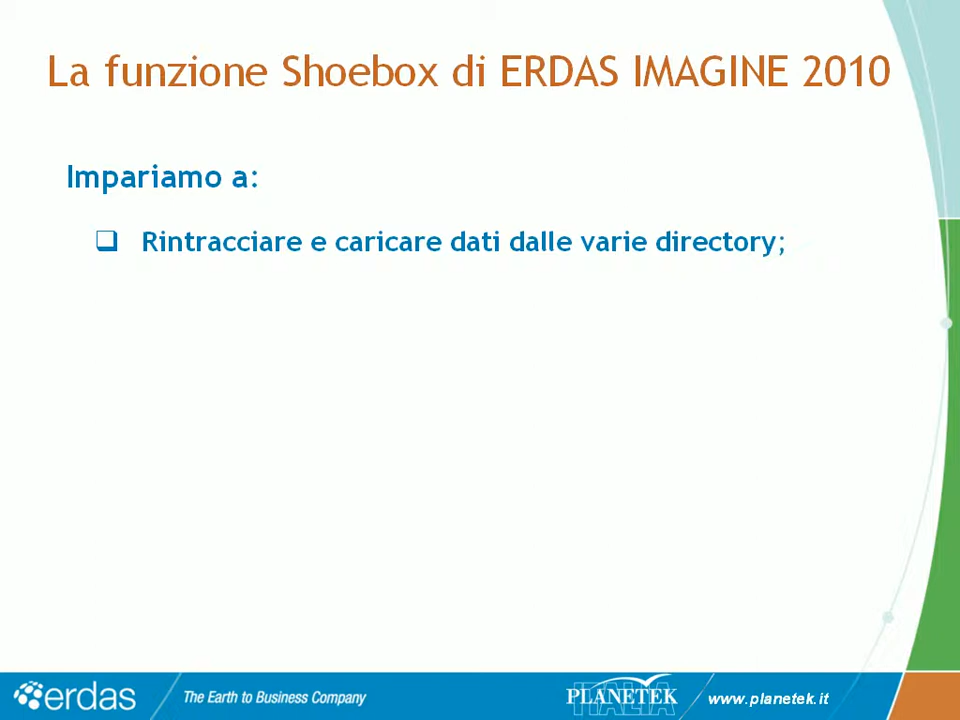 La funzione Shoebox di ERDAS IMAGINE 2010
Impariamo a:
Rintracciare e caricare dati dalle varie directory;
erdas
The Earth to Business Company
PLANETEK
ITALIA
www.planetek.it